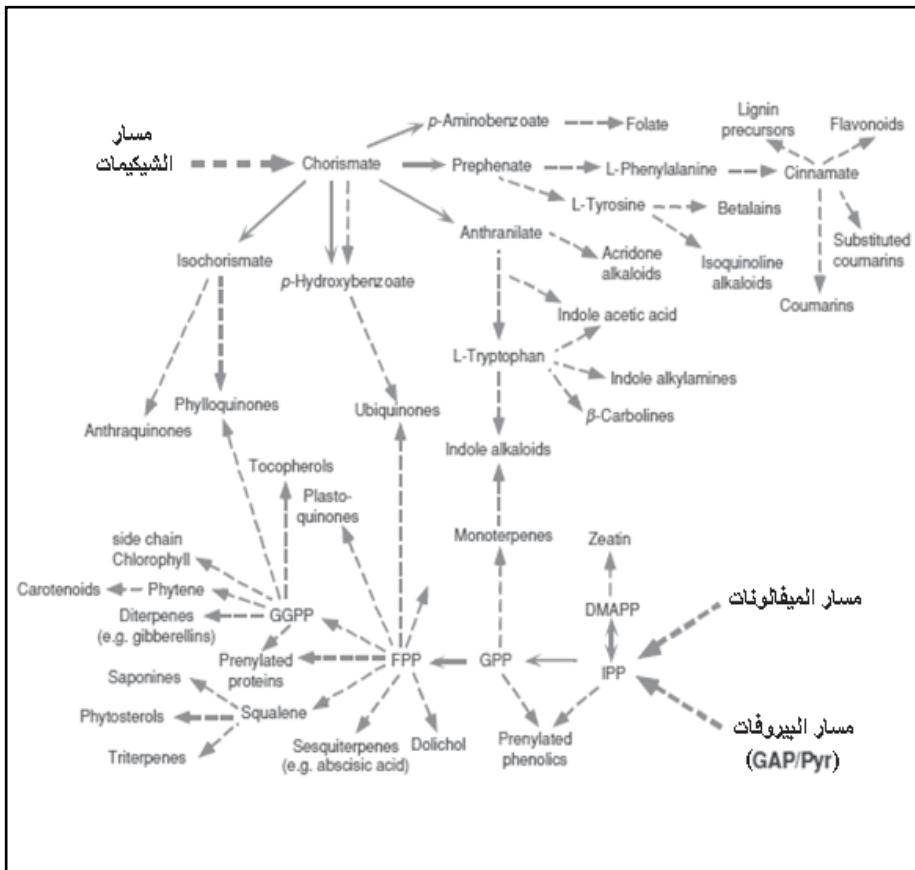 مسار
الشيكيمات
Chorismate
p-Aminobenzoate
Folate
Prephenate
L-Phenylalanine
Cinnamate
Lignin
precursors
Flavonoids
L-Tyrosine
Betalains
Isoquinoline
alkaloids
Substituted
coumarins
Coumarins
Anthranilate
Acridone
alkaloids
Isochorismate
p-Hydroxybenzoate
Indole acetic acid
L-Tryptophan
Indole alkylamines
β-Carbolines
Phylloquinones
Anthraquinones
Ubiquinones
Indole alkaloids
Tocopherols
Plasto-
quinones
Monoterpenes
Zeatin
side chain
Chlorophyll
Carotenoids
Phytene
Diterpenes
(e.g. gibberellins)
GGPP
DMAPP
مسار الميفالونات
Prenylated
proteins
FPP
GPP
IPP
Saponines
Phytosterols
Squalene
Triterpenes
Sesquiterpenes
(e.g. abscisic acid)
Dolichol
Prenylated
phenolics
مسار البيروفات
(GAP/Pyr)